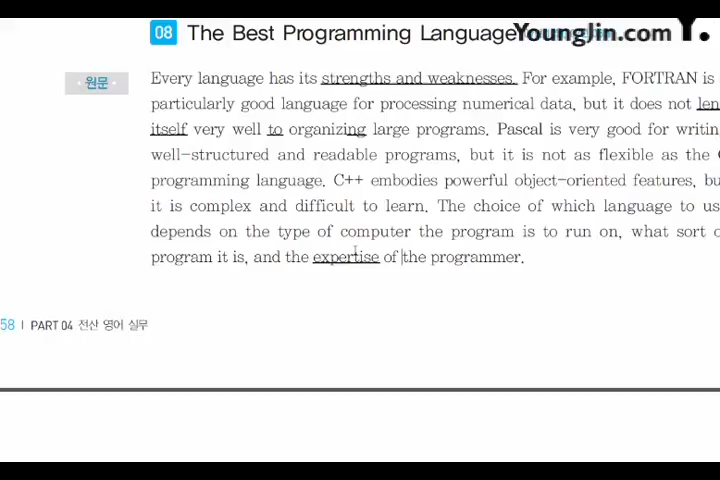 08 The Best Programming Language
Younglin.com Y.
원문
Every language has its strengths and weaknesses. For example, FORTRAN is
particularly good language for processing numerical data, but it does not
itself very well to organizing large programs. Pascal is very good for
well-structured and readable programs, but it is not as flexible as the
programming language. C++ embodies powerful object-oriented features,
it is complex and difficult to learn. The choice of which language to
depends on the type of computer the program is to run on, what sort
program it is, and the expertise of the programmer.
58 | PART 04 전산 영어 실무